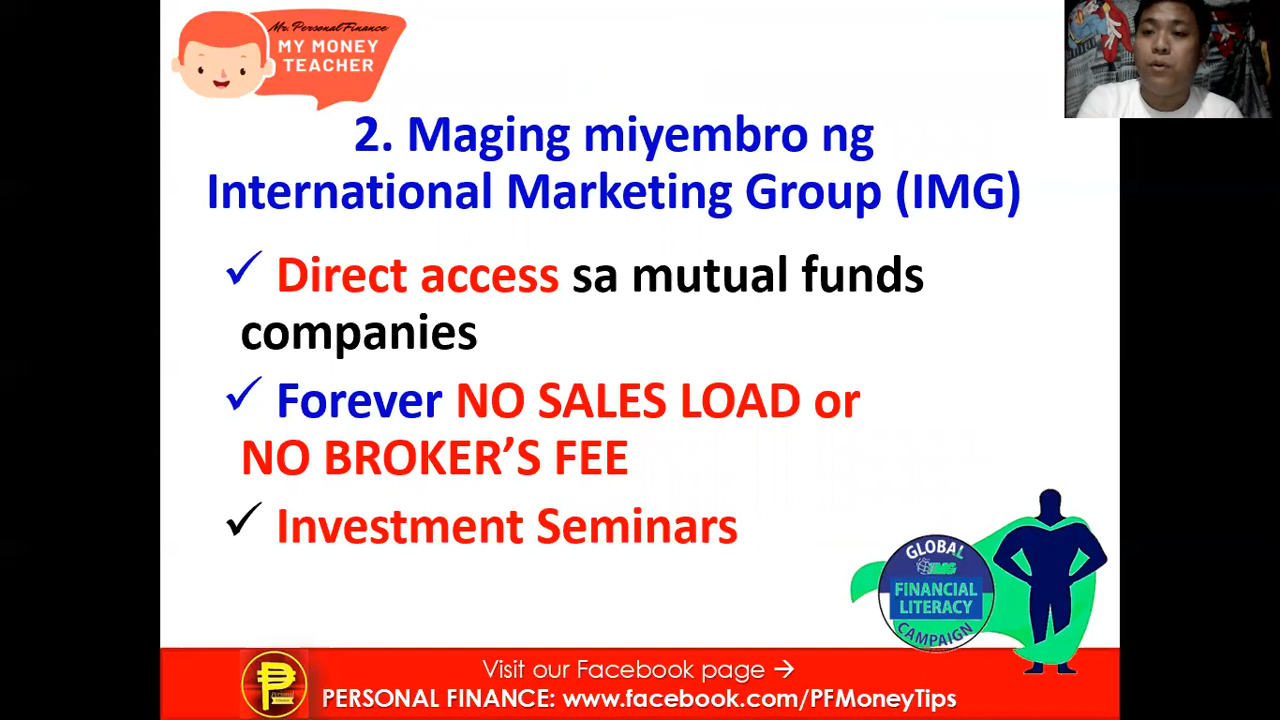 Mr. Personal Finance
MY MONEY
TEACHER
2. Maging miyembro ng
International Marketing Group (IMG)
✓ Direct access sa mutual funds
companies
✓ Forever NO SALES LOAD or
NO BROKER’S FEE
✓ Investment Seminars
GLOBAL
IMG
FINANCIAL
LITERACY
CAMPAIGN
Visit our Facebook page →
PERSONAL FINANCE: www.facebook.com/PFMoneyTips